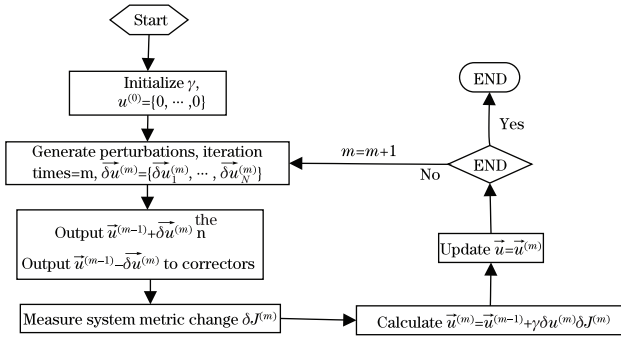 Start
Initialize γ,
u⁽⁰⁾={0, ⋯ ,0}
Generate perturbations, iteration
times=m, δu⃗⁽ᵐ⁾={δu⃗₁⁽ᵐ⁾, ⋯ , δu⃗_N⁽ᵐ⁾}
Output u⃗⁽ᵐ⁻¹⁾+δu⃗⁽ᵐ⁾ the
n
Output u⃗⁽ᵐ⁻¹⁾−δu⃗⁽ᵐ⁾ to correctors
Measure system metric change δJ⁽ᵐ⁾
Calculate u⃗⁽ᵐ⁾=u⃗⁽ᵐ⁻¹⁾+γδu⁽ᵐ⁾δJ⁽ᵐ⁾
Update u⃗=u⃗⁽ᵐ⁾
END
No
m=m+1
Yes
END